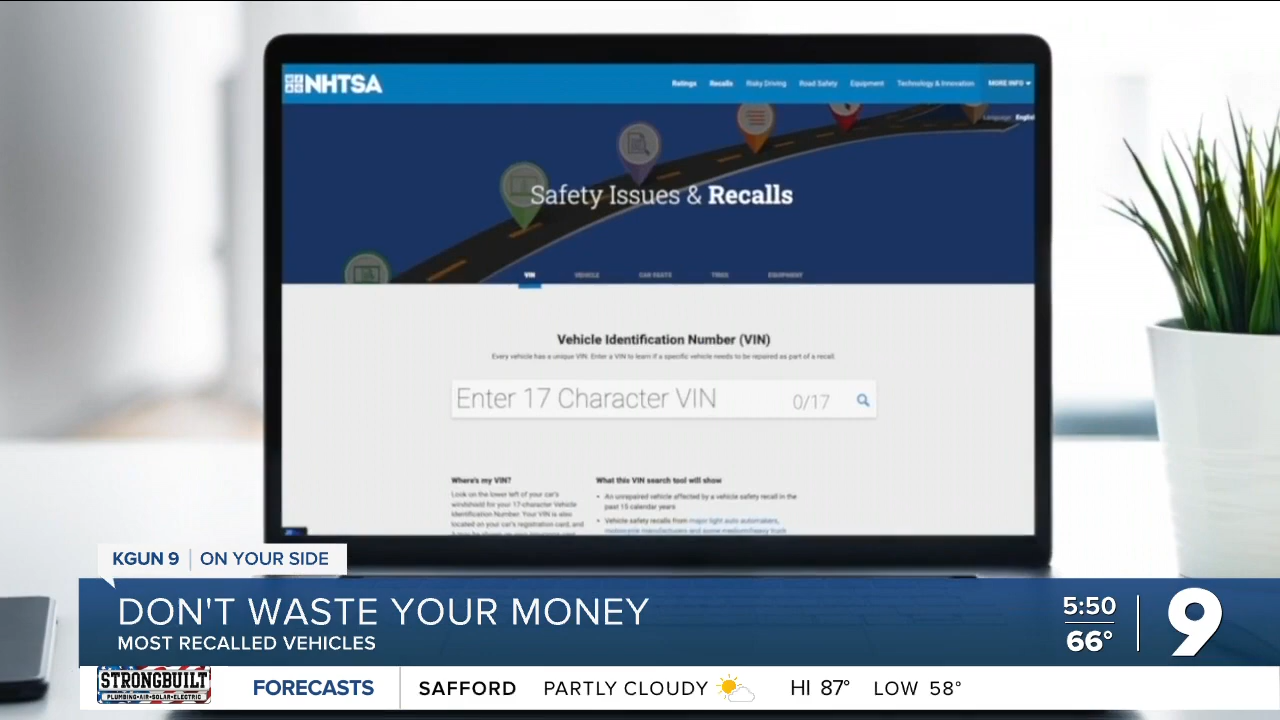 NHTSA
Ratings Recalls Risky Driving Road Safety Equipment Technology & Innovation MORE INFO
Language: English
Safety Issues & Recalls
VIN VEHICLE CAR SEATS TIRES EQUIPMENT
Vehicle Identification Number (VIN)
Every vehicle has a unique VIN. Enter a VIN to learn if a specific vehicle needs to be repaired as part of a recall.
Enter 17 Character VIN 0/17
Where's my VIN?
Look on the lower left of your car's
windshield for your 17-character Vehicle
Identification Number. Your VIN is also
located on your car's registration card, and
What this VIN search tool will show
• An unrepaired vehicle affected by a vehicle safety recall in the
past 15 calendar years
• Vehicle safety recalls from major light auto automakers,
KGUN 9 | ON YOUR SIDE
DON'T WASTE YOUR MONEY
MOST RECALLED VEHICLES
5:50
66°
9
STRONGBUILT
PLUMBING•AIR•SOLAR•ELECTRIC
FORECASTS
SAFFORD PARTLY CLOUDY HI 87° LOW 58°